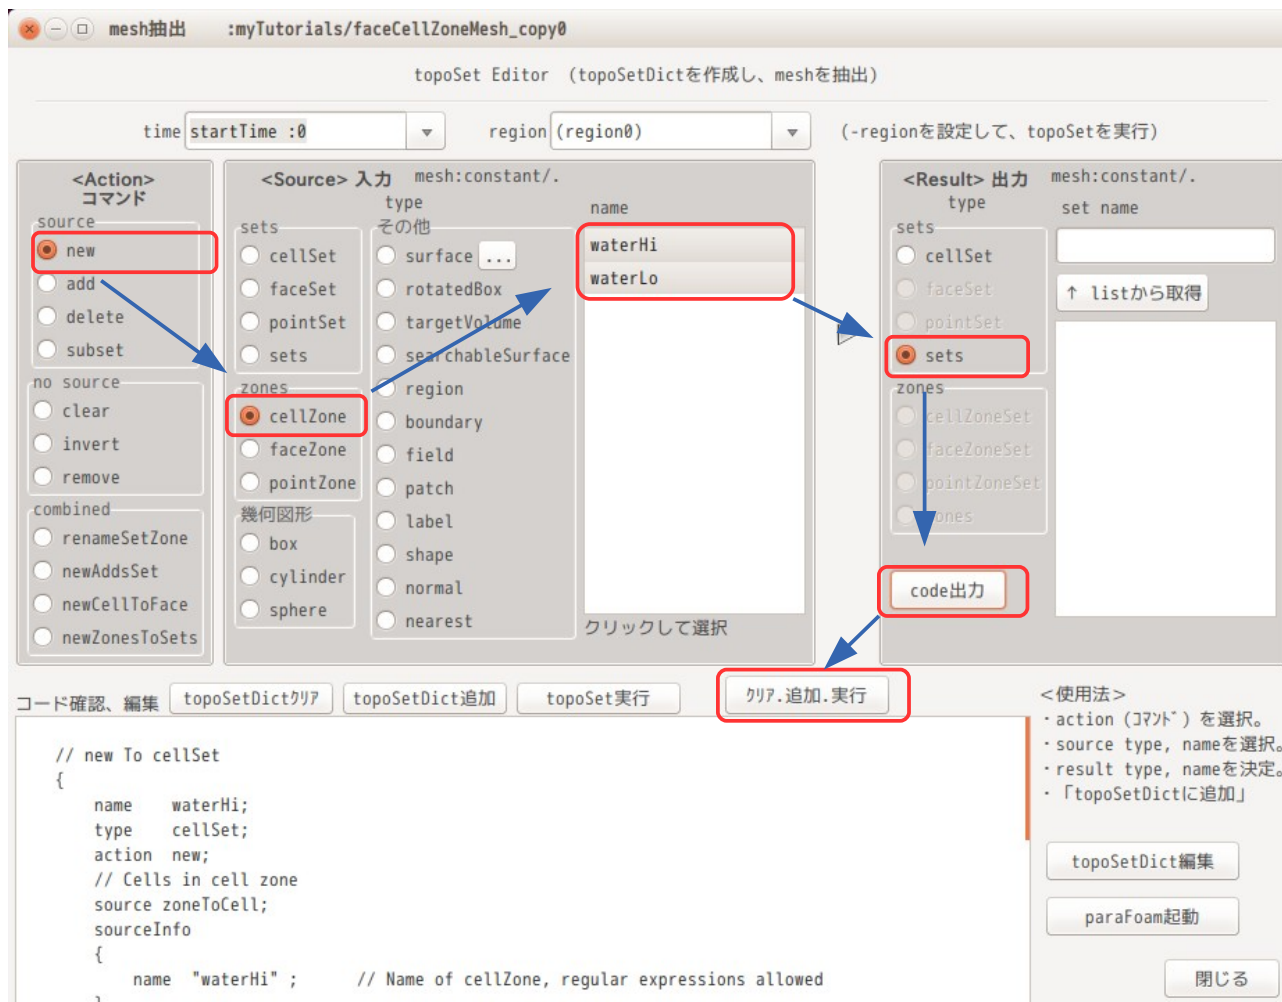 mesh抽出 :myTutorials/faceCellZoneMesh_copy0
topoSet Editor (topoSetDictを作成し、meshを抽出)
time startTime :0 region (region0) (-regionを設定して、topoSetを実行)
<Action>
コマンド
source
new
add
delete
subset
no source
clear
invert
remove
combined
renameSetZone
newAddsSet
newCellToFace
newZonesToSets
<Source> 入力 mesh:constant/.
type
sets
cellSet
faceSet
pointSet
sets
zones
cellZone
faceZone
pointZone
幾何図形
box
cylinder
sphere
その他
surface ...
rotatedBox
targetVolume
searchableSurface
region
boundary
field
patch
label
shape
normal
nearest
name
waterHi
waterLo
クリックして選択
<Result> 出力 mesh:constant/.
type
sets
cellSet
faceSet
pointSet
sets
zones
cellZoneSet
faceZoneSet
pointZoneSet
zones
code出力
set name
↑ listから取得
コード確認、編集 topoSetDictクリア topoSetDict追加 topoSet実行 クリア.追加.実行
// new To cellSet
{
name waterHi;
type cellSet;
action new;
// Cells in cell zone
source zoneToCell;
sourceInfo
{
name "waterHi" ; // Name of cellZone, regular expressions allowed
}
<使用法>
・action (コマンド) を選択。
・source type, nameを選択。
・result type, nameを決定。
・「topoSetDictに追加」
topoSetDict編集
paraFoam起動
閉じる